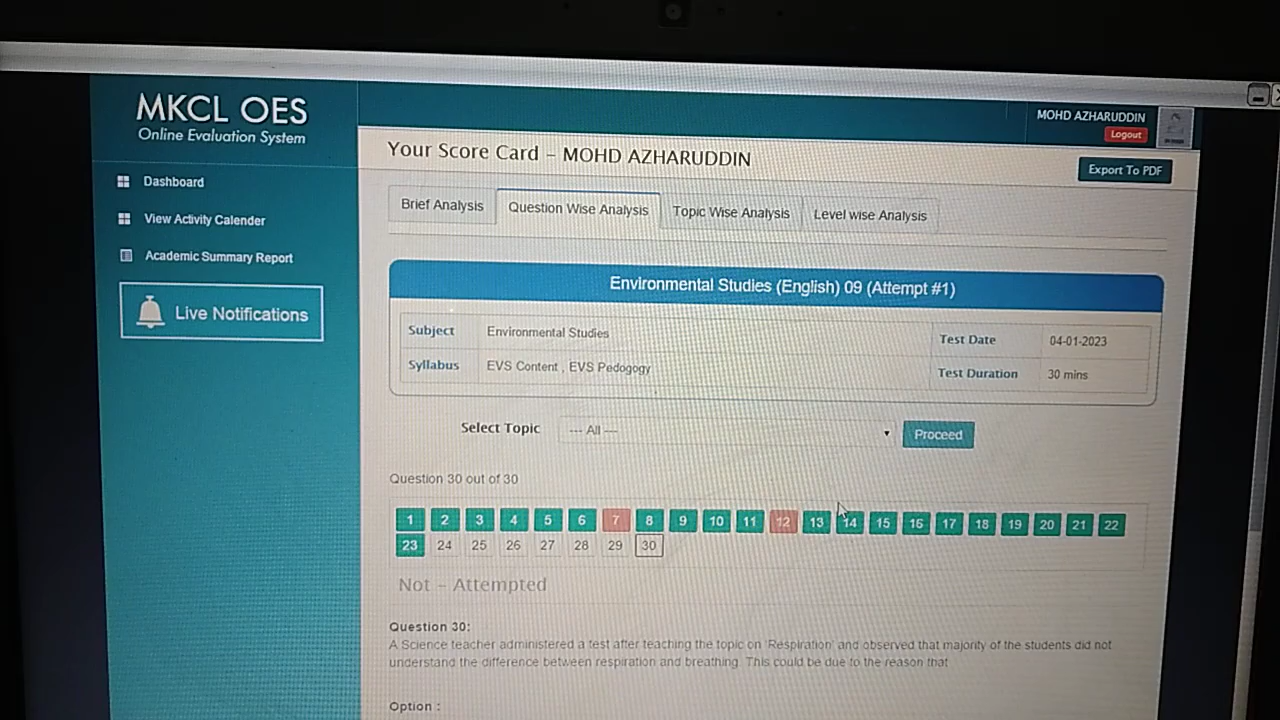 MKCL OES
Online Evaluation System
MOHD AZHARUDDIN
Logout
Dashboard
View Activity Calender
Academic Summary Report
Live Notifications
Your Score Card – MOHD AZHARUDDIN
Export To PDF
Brief Analysis Question Wise Analysis Topic Wise Analysis Level wise Analysis
Environmental Studies (English) 09 (Attempt #1)
Subject Environmental Studies Test Date 04-01-2023
Syllabus EVS Content , EVS Pedogogy Test Duration 30 mins
Select Topic --- All --- Proceed
Question 30 out of 30
1 2 3 4 5 6 7 8 9 10 11 12 13 14 15 16 17 18 19 20 21 22
23 24 25 26 27 28 29 30
Not – Attempted
Question 30:
A Science teacher administered a test after teaching the topic on 'Respiration' and observed that majority of the students did not
understand the difference between respiration and breathing. This could be due to the reason that
Option :